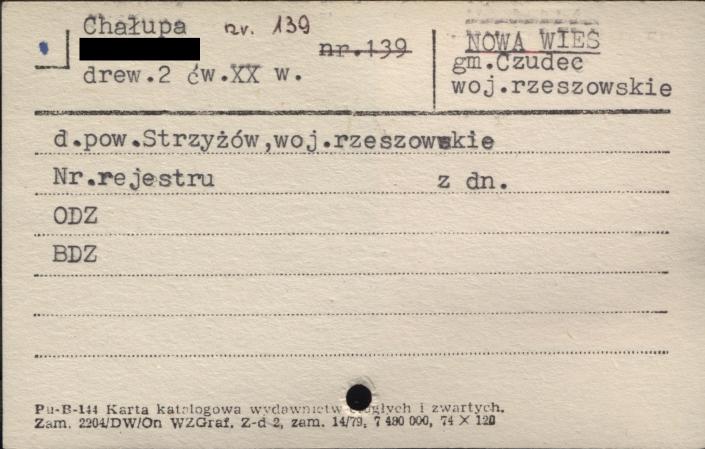 Chałupa nr. 139
nr.139
drew.2 ćw.XX w.
NOWA WIEŚ
gm.Czudec
woj.rzeszowskie
d.pow.Strzyżów,woj.rzeszowskie
Nr.rejestru z dn.
ODZ
BDZ
Pu-B-144 Karta katalogowa wydawnictw ciągłych i zwartych.
Zam. 2204/DW/On WZGraf. Z-d 2, zam. 14/79, 7 480 000, 74 × 120